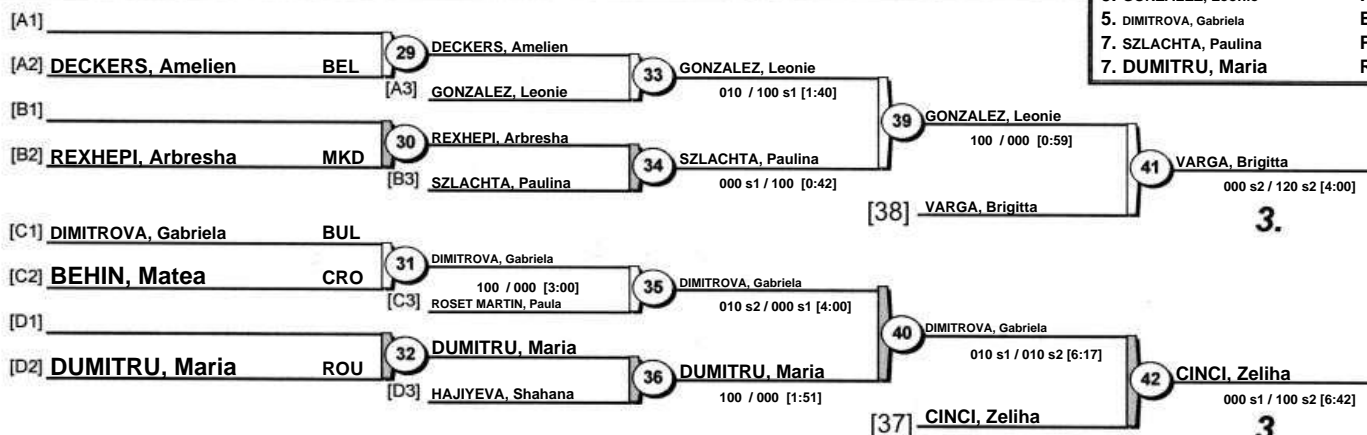 5. DIMITROVA, Gabriela
7. SZLACHTA, Paulina
7. DUMITRU, Maria R
[A1]
[A2] DECKERS, Amelien BEL
29
[A3]
DECKERS, Amelien
GONZALEZ, Leonie
33
GONZALEZ, Leonie
010 / 100 s1 [1:40]
[B1]
[B2] REXHEPI, Arbresha MKD
30
[B3]
REXHEPI, Arbresha
SZLACHTA, Paulina
34
SZLACHTA, Paulina
000 s1 / 100 [0:42]
39
GONZALEZ, Leonie
100 / 000 [0:59]
[38] VARGA, Brigitta
41
VARGA, Brigitta
000 s2 / 120 s2 [4:00]
3.
[C1] DIMITROVA, Gabriela BUL
[C2] BEHIN, Matea CRO
31
[C3]
DIMITROVA, Gabriela
100 / 000 [3:00]
ROSET MARTIN, Paula
35
DIMITROVA, Gabriela
010 s2 / 000 s1 [4:00]
[D1]
[D2] DUMITRU, Maria ROU
32
[D3]
DUMITRU, Maria
HAJIYEVA, Shahana
36
DUMITRU, Maria
100 / 000 [1:51]
40
DIMITROVA, Gabriela
010 s1 / 010 s2 [6:17]
[37] CINCI, Zeliha
42
CINCI, Zeliha
000 s1 / 100 s2 [6:42]
3